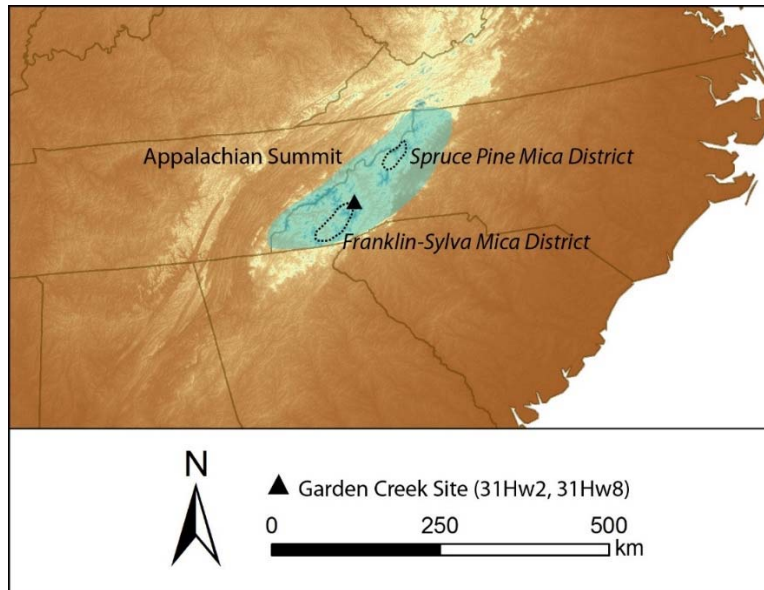 Appalachian Summit
Spruce Pine Mica District
Franklin-Sylva Mica District
N
Garden Creek Site (31Hw2, 31Hw8)
0 250 500
km